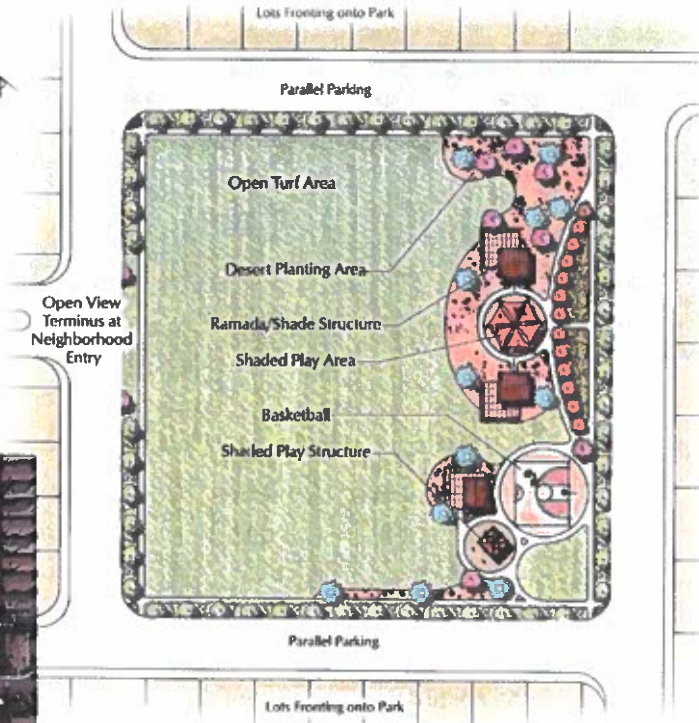 Lots Fronting onto Park
Parallel Parking
Open Turf Area
Desert Planting Area
Open View
Terminus at
Neighborhood
Entry
Ramada/Shade Structure
Shaded Play Area
Basketball
Shaded Play Structure
Parallel Parking
Lots Fronting onto Park